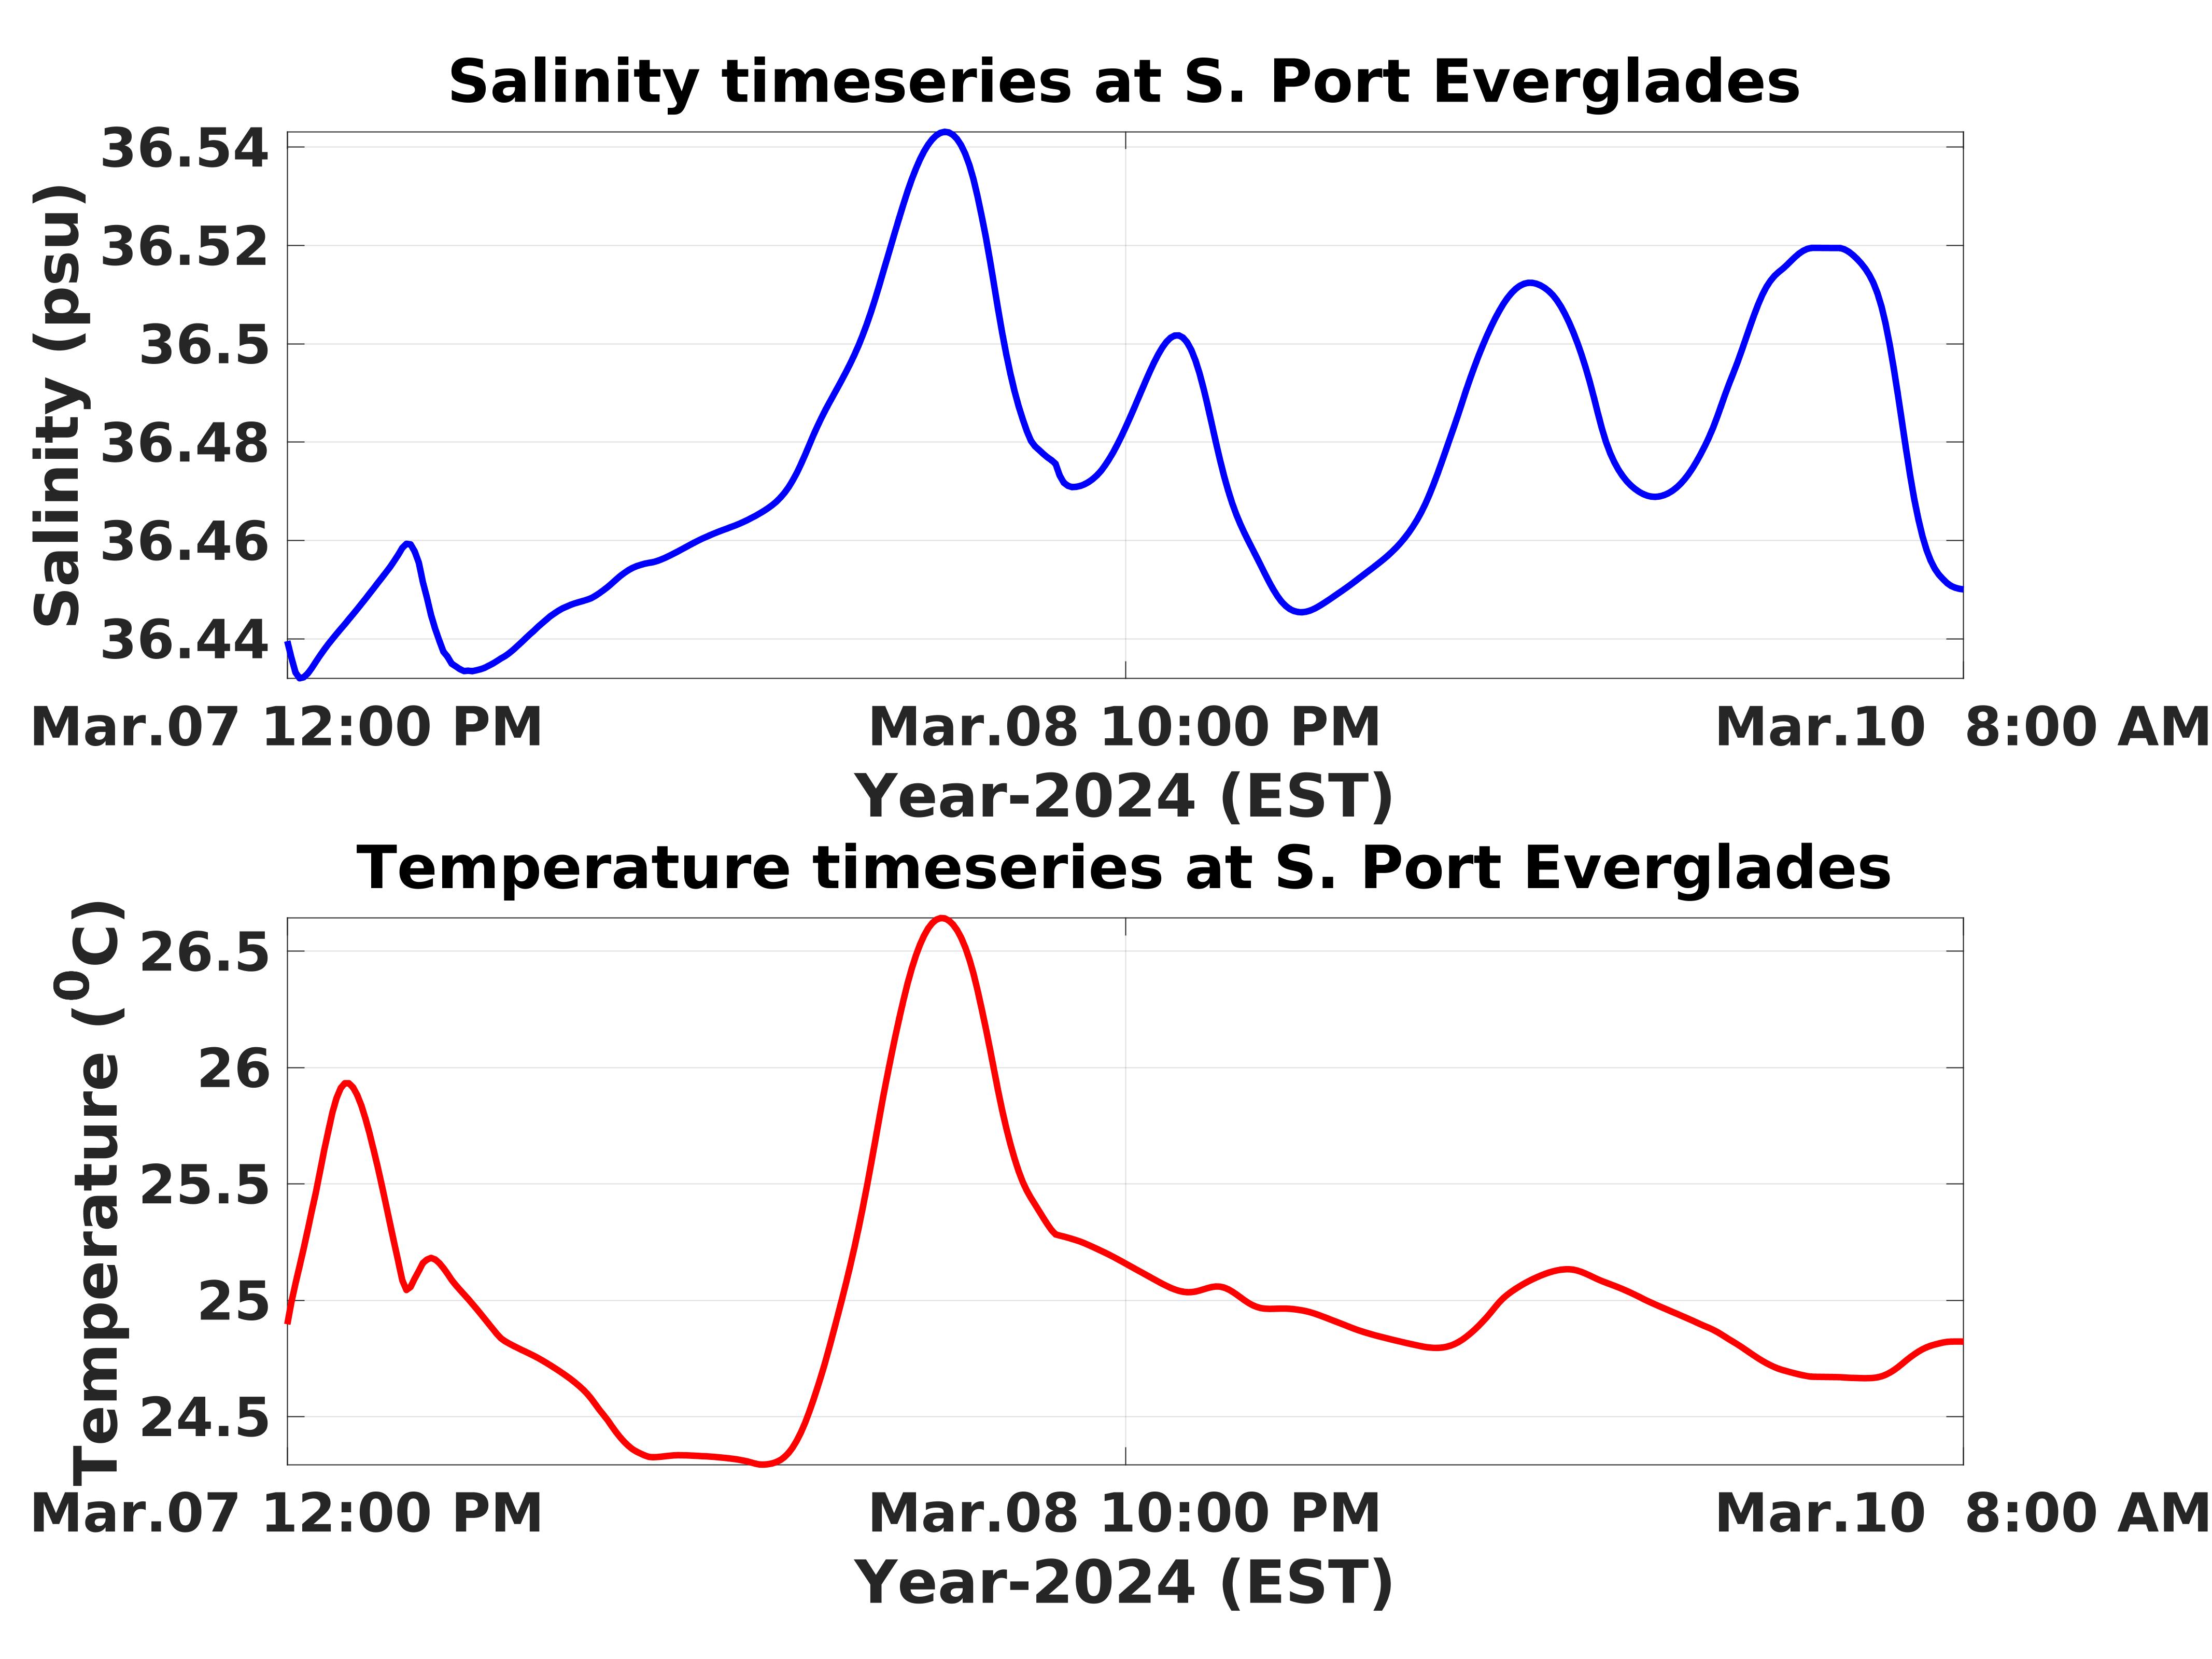 Salinity timeseries at S. Port Everglades
Salinity (psu)
36.54
36.52
36.5
36.48
36.46
36.44
Mar.07 12:00 PM Mar.08 10:00 PM Mar.10  8:00 AM
Year-2024 (EST)
Temperature timeseries at S. Port Everglades
Temperature (⁰C)
26.5
26
25.5
25
24.5
Mar.07 12:00 PM Mar.08 10:00 PM Mar.10  8:00 AM
Year-2024 (EST)